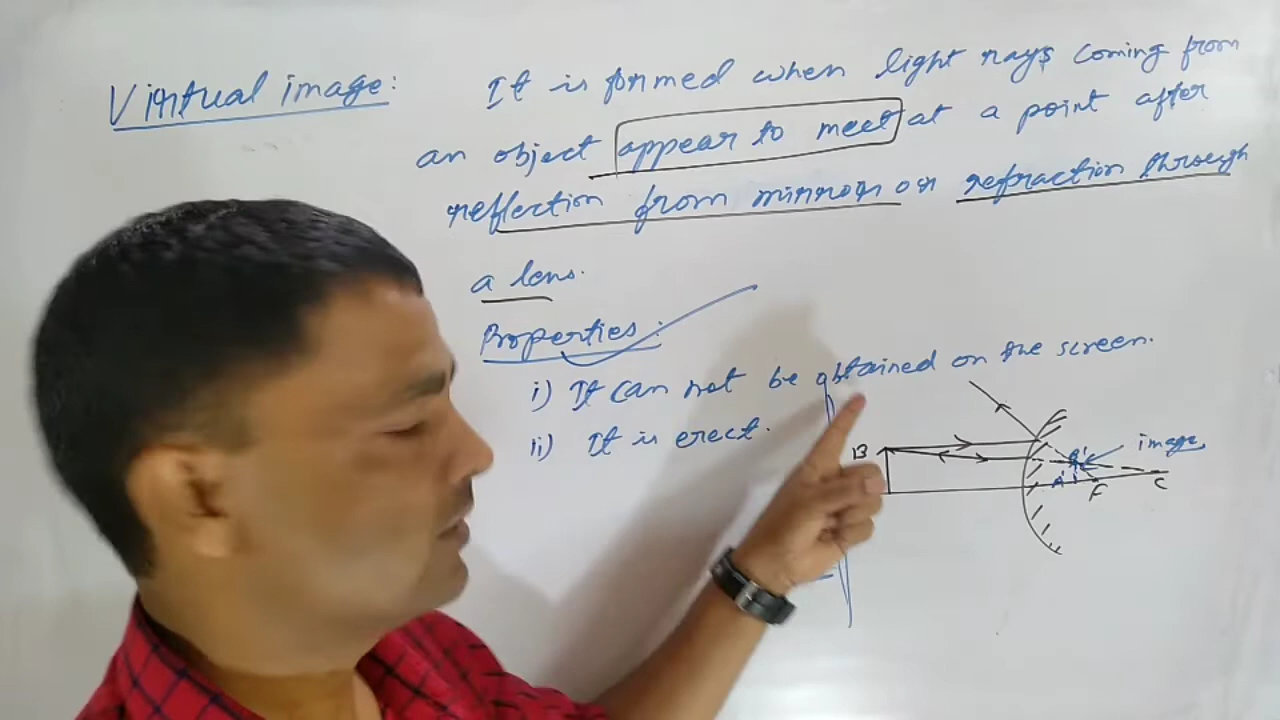 Virtual image: It is formed when light rays coming from
an object appear to meet at a point after
reflection from mirror or refraction through
a lens.
Properties:
i) It can not be obtained on the screen.
ii) It is erect.
B
B'
image
A'
F
C